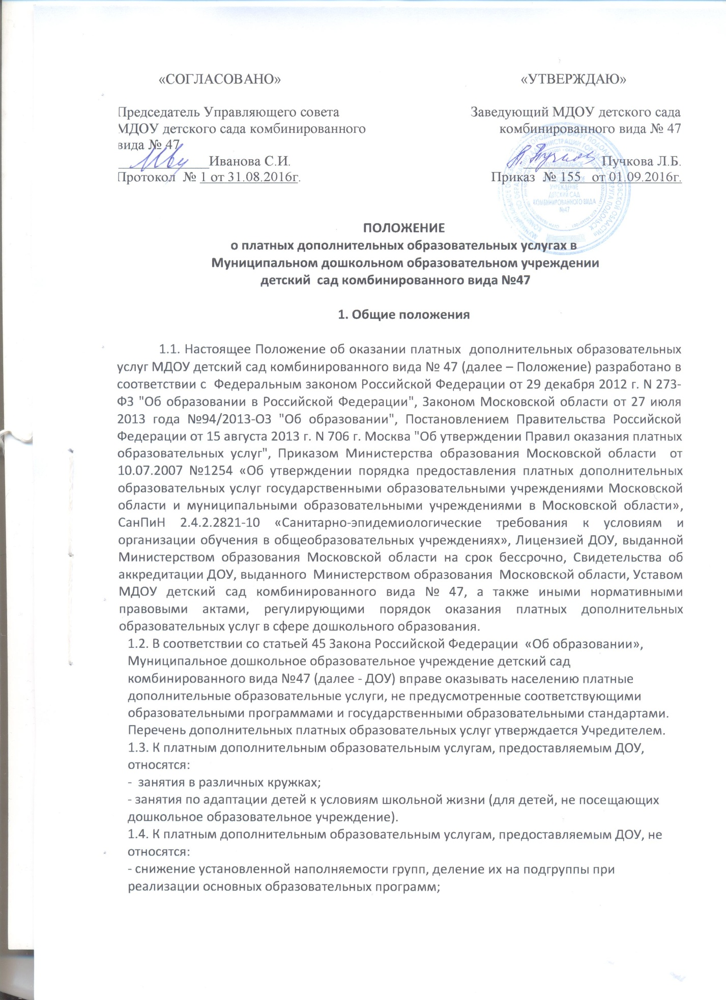 «СОГЛАСОВАНО» «УТВЕРЖДАЮ»
Председатель Управляющего совета Заведующий МДОУ детского сада
МДОУ детского сада комбинированного комбинированного вида № 47
вида № 47
Иванова С.И. Пучкова Л.Б.
Протокол № 1 от 31.08.2016г. Приказ № 155 от 01.09.2016г.
УЧРЕЖДЕНИЕ
ДЕТСКИЙ САД
КОМБИНИРОВАННОГО ВИДА
№47
ПОЛОЖЕНИЕ
о платных дополнительных образовательных услугах в
Муниципальном дошкольном образовательном учреждении
детский сад комбинированного вида №47
1. Общие положения
1.1. Настоящее Положение об оказании платных дополнительных образовательных
услуг МДОУ детский сад комбинированного вида № 47 (далее – Положение) разработано в
соответствии с Федеральным законом Российской Федерации от 29 декабря 2012 г. N 273-
ФЗ "Об образовании в Российской Федерации", Законом Московской области от 27 июля
2013 года №94/2013-ОЗ "Об образовании", Постановлением Правительства Российской
Федерации от 15 августа 2013 г. N 706 г. Москва "Об утверждении Правил оказания платных
образовательных услуг", Приказом Министерства образования Московской области от
10.07.2007 №1254 «Об утверждении порядка предоставления платных дополнительных
образовательных услуг государственными образовательными учреждениями Московской
области и муниципальными образовательными учреждениями в Московской области»,
СанПиН 2.4.2.2821-10 «Санитарно-эпидемиологические требования к условиям и
организации обучения в общеобразовательных учреждениях», Лицензией ДОУ, выданной
Министерством образования Московской области на срок бессрочно, Свидетельства об
аккредитации ДОУ, выданного Министерством образования Московской области, Уставом
МДОУ детский сад комбинированного вида № 47, а также иными нормативными
правовыми актами, регулирующими порядок оказания платных дополнительных
образовательных услуг в сфере дошкольного образования.
1.2. В соответствии со статьей 45 Закона Российской Федерации «Об образовании»,
Муниципальное дошкольное образовательное учреждение детский сад
комбинированного вида №47 (далее - ДОУ) вправе оказывать населению платные
дополнительные образовательные услуги, не предусмотренные соответствующими
образовательными программами и государственными образовательными стандартами.
Перечень дополнительных платных образовательных услуг утверждается Учредителем.
1.3. К платным дополнительным образовательным услугам, предоставляемым ДОУ,
относятся:
- занятия в различных кружках;
- занятия по адаптации детей к условиям школьной жизни (для детей, не посещающих
дошкольное образовательное учреждение).
1.4. К платным дополнительным образовательным услугам, предоставляемым ДОУ, не
относятся:
- снижение установленной наполняемости групп, деление их на подгруппы при
реализации основных образовательных программ;